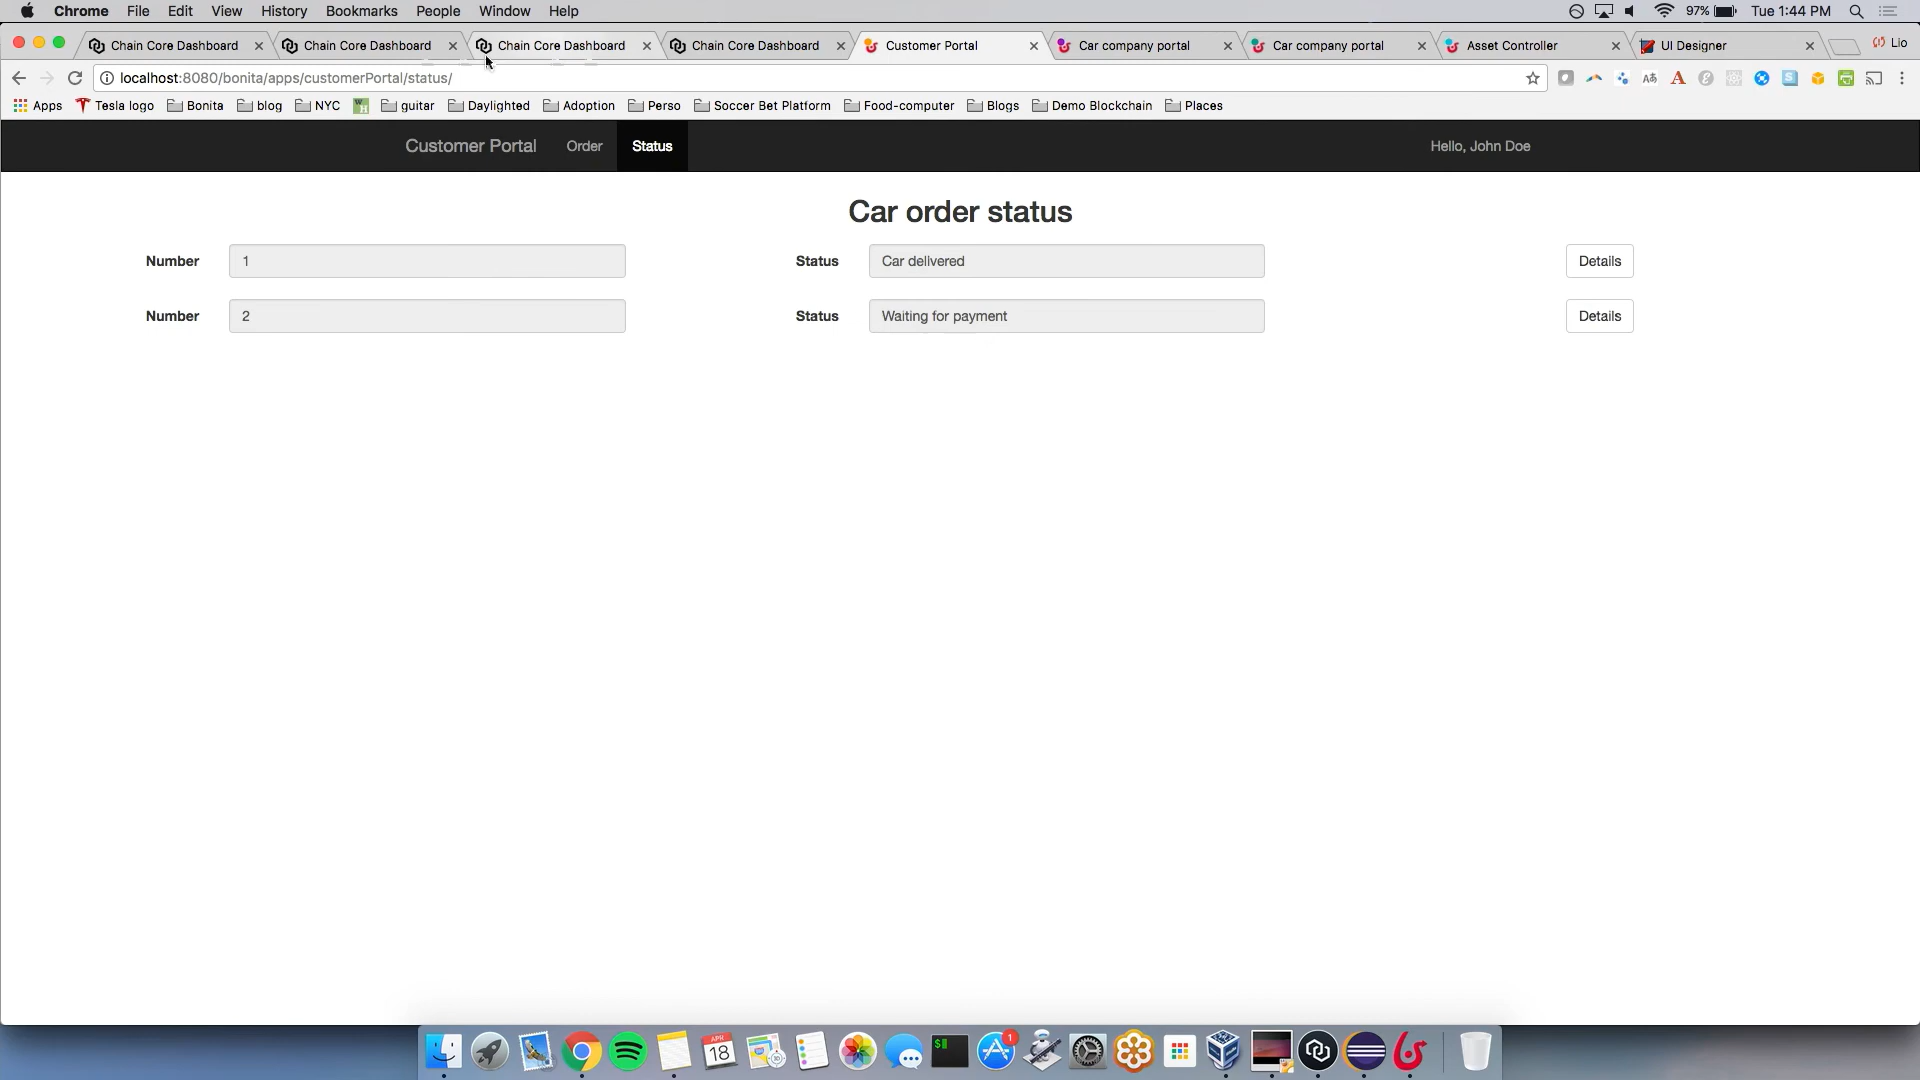 Chrome File Edit View History Bookmarks People Window Help 97% Tue 1:44 PM
Chain Core Dashboard Chain Core Dashboard Chain Core Dashboard Chain Core Dashboard Customer Portal Car company portal Car company portal Asset Controller UI Designer Lio
localhost:8080/bonita/apps/customerPortal/status/
Apps Tesla logo Bonita blog NYC guitar Daylighted Adoption Perso Soccer Bet Platform Food-computer Blogs Demo Blockchain Places
Customer Portal Order Status Hello, John Doe
Car order status
Number 1 Status Car delivered Details
Number 2 Status Waiting for payment Details
APR
18
1